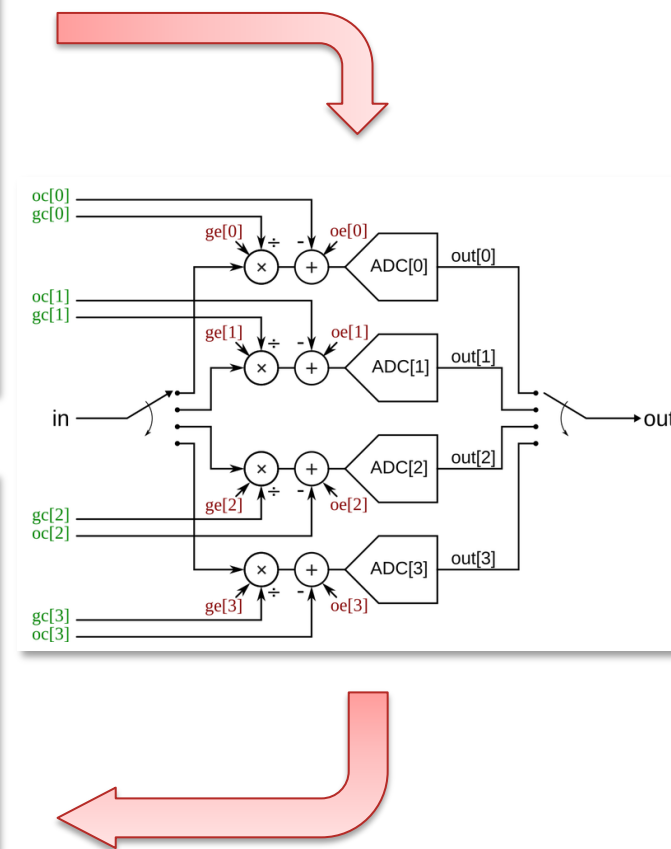 oc[0]
gc[0]
ge[0] ÷ - oe[0]
× + ADC[0] out[0]
oc[1]
gc[1]
ge[1] ÷ - oe[1]
× + ADC[1] out[1]
in out
× + ADC[2] out[2]
ge[2] ÷ - oe[2]
gc[2]
oc[2]
× + ADC[3] out[3]
ge[3] ÷ - oe[3]
gc[3]
oc[3]